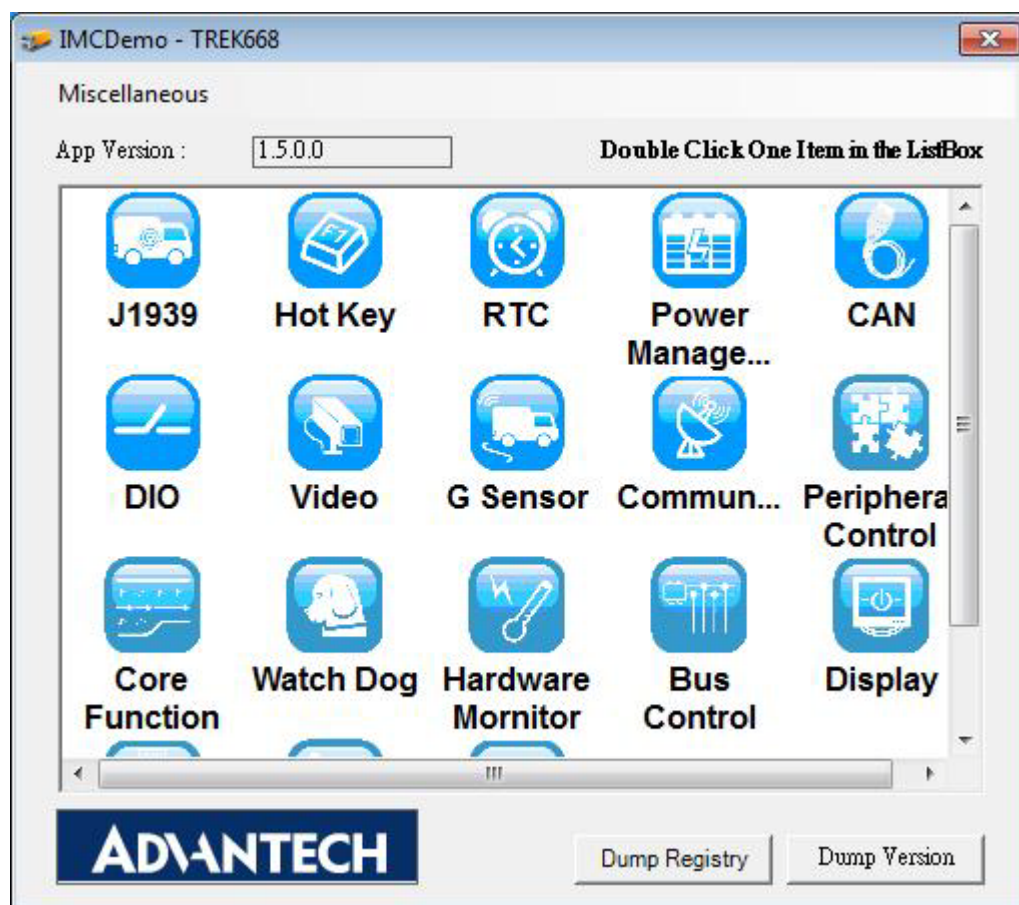 IMCDemo - TREK668
Miscellaneous
App Version :
1.5.0.0
Double Click One Item in the ListBox
F1
J1939
Hot Key
RTC
Power
Manage...
CAN
DIO
Video
G Sensor
Commun...
Periphera
Control
Core
Function
Watch Dog
Hardware
Mornitor
Bus
Control
Display
ADVANTECH
Dump Registry
Dump Version